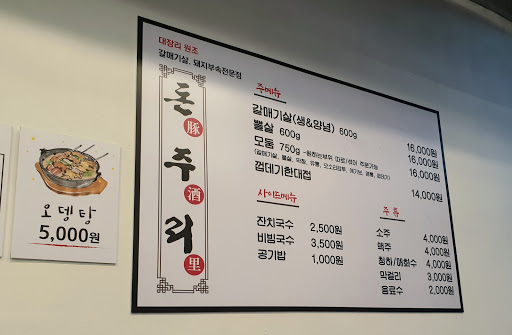 대장리 원조
갈매기살, 돼지부속전문점
돈
豚
주
酒
리
里
주메뉴
갈매기살(생&양념) 600g 16,000원
뽈살 600g 16,000원
모둠 750g 16,000원
껍데기한대접 14,000원
사이드메뉴
잔치국수 2,500원
비빔국수 3,500원
공기밥 1,000원
주 류
소주 4,000원
맥주 4,000원
청하/매화수 4,000원
막걸리 3,000원
음료수 2,000원
오뎅탕
5,000원